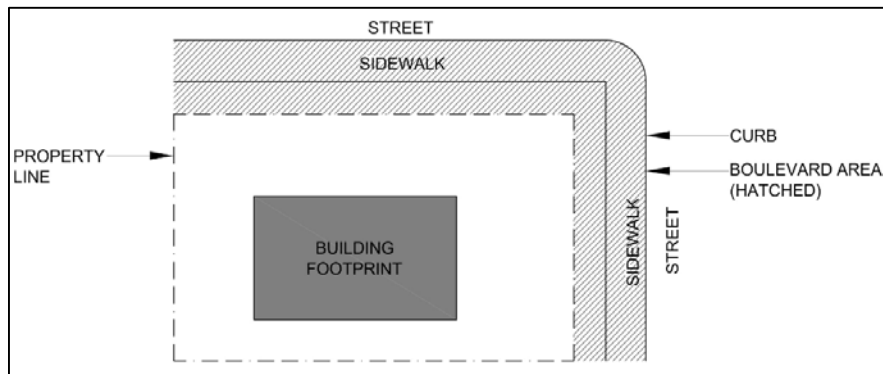 STREET
SIDEWALK
CURB
PROPERTY
LINE
BOULEVARD AREA
(HATCHED)
BUILDING
FOOTPRINT
SIDEWALK
STREET